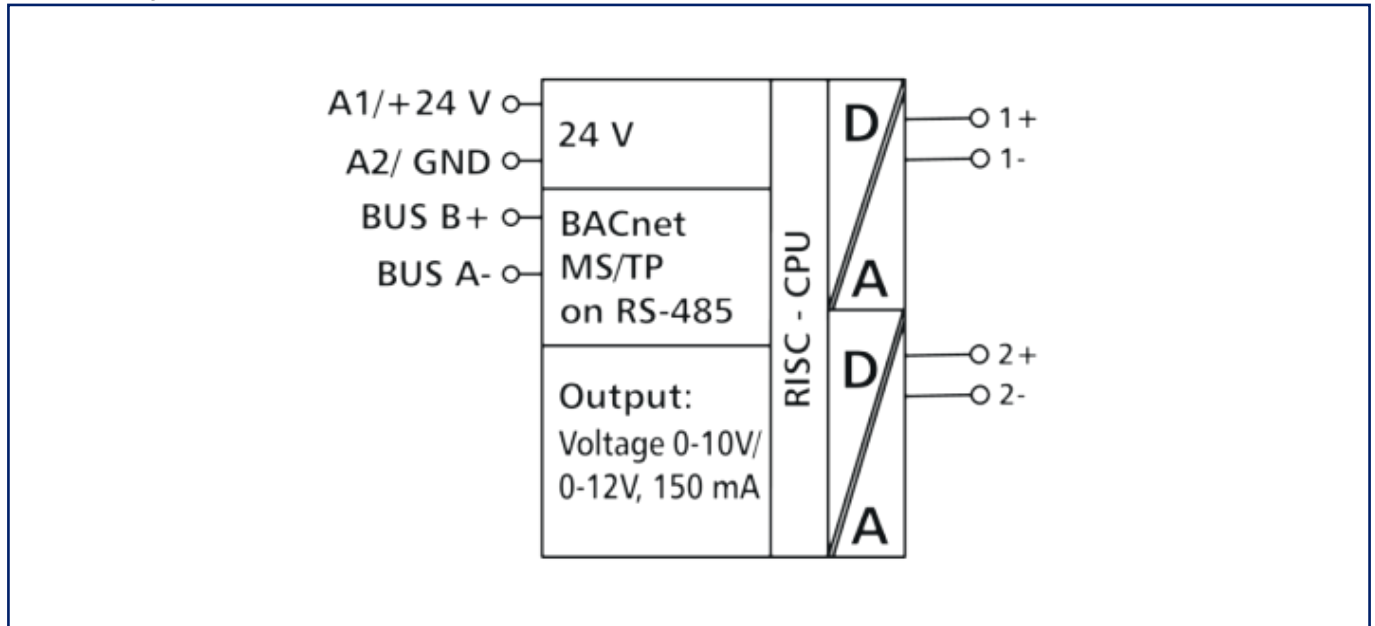 A1/+24 V
A2/ GND
BUS B+
BUS A-
24 V
BACnet
MS/TP
on RS-485
Output:
Voltage 0-10V/
0-12V, 150 mA
RISC - CPU
D
A
D
A
1+
1-
2+
2-